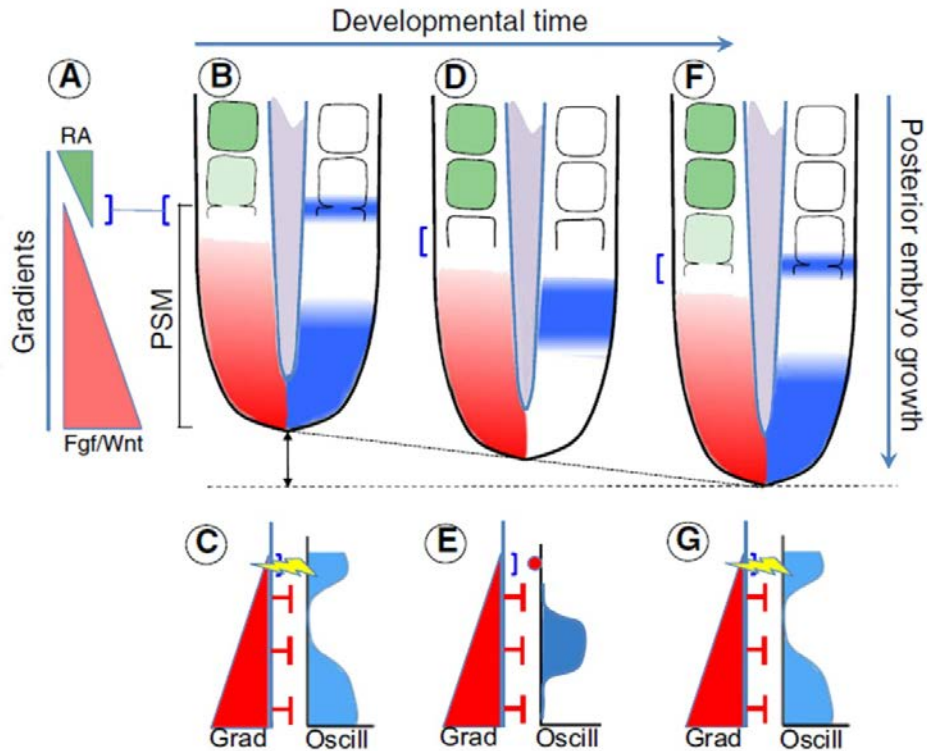 Developmental time
A
B
D
F
RA
Gradients
PSM
Fgf/Wnt
Posterior embryo growth
C
E
G
Grad
Oscill
Grad
Oscill
Grad
Oscill